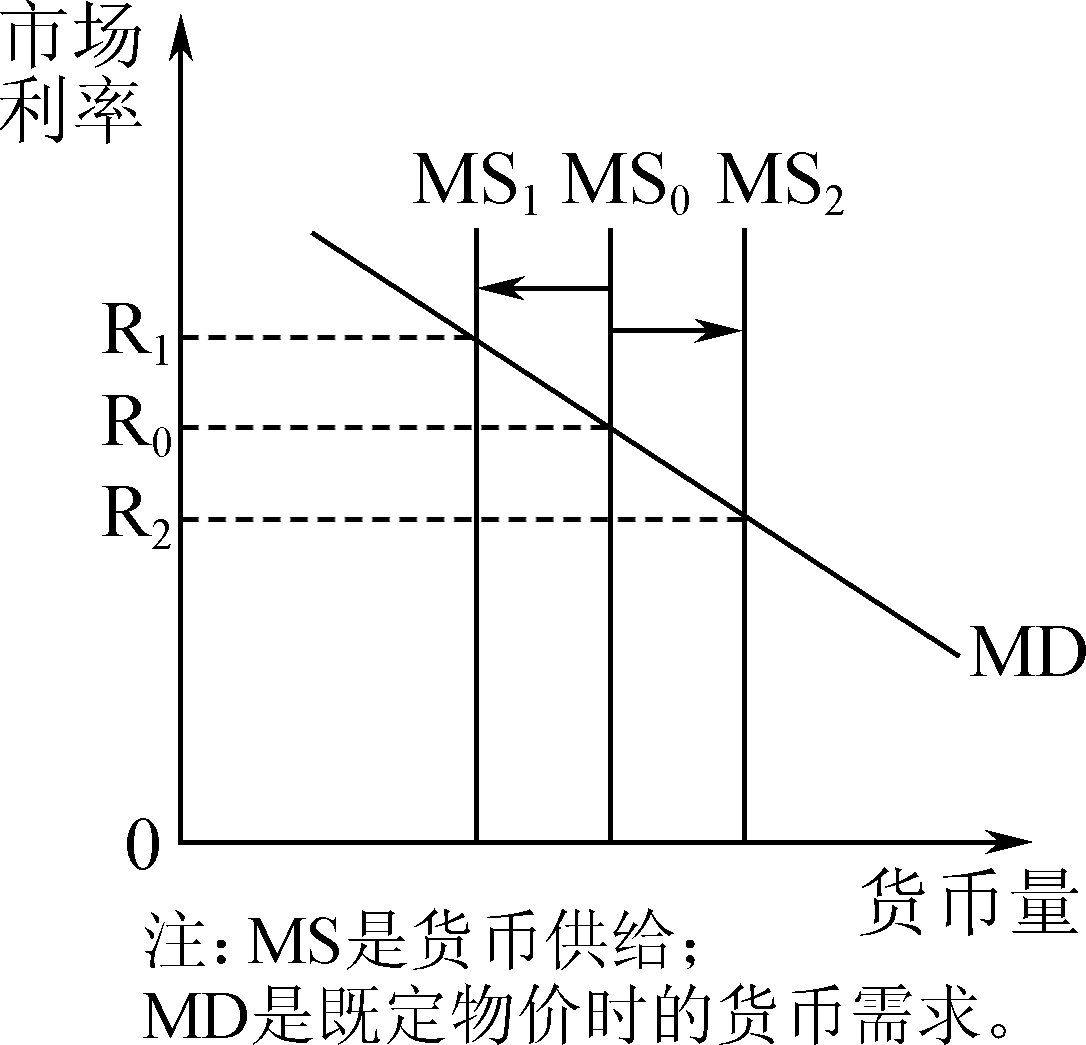 市场
利率
MS₁ MS₀ MS₂
R₁
R₀
R₂
MD
0
货币量
注：MS是货币供给；
MD是既定物价时的货币需求。